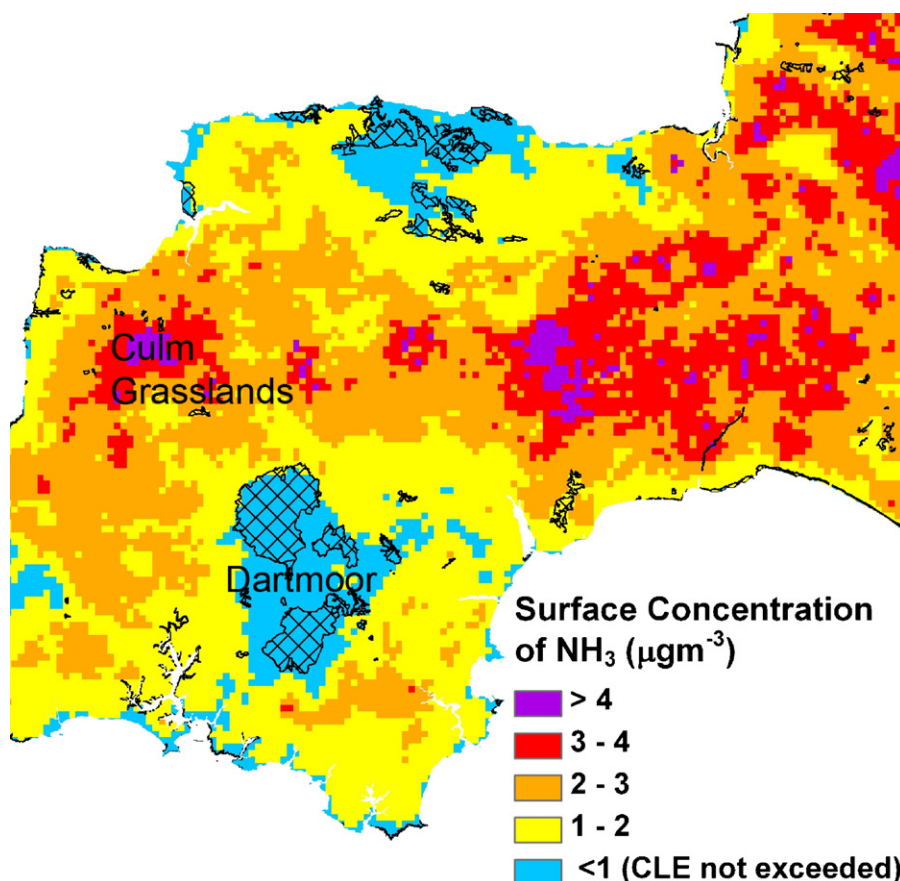 Culm
Grasslands
Dartmoor
Surface Concentration
of NH₃ (μgm⁻³)
> 4
3 - 4
2 - 3
1 - 2
<1 (CLE not exceeded)